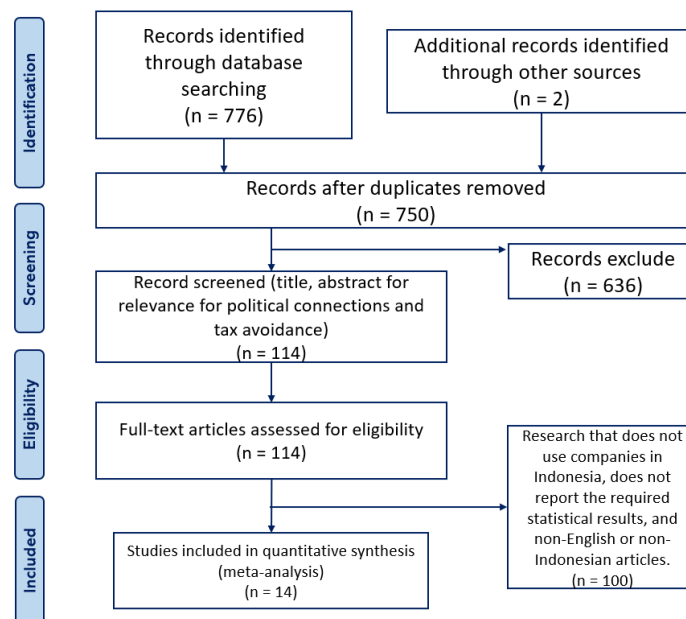 Identification
Records identified
through database
searching
(n = 776)
Additional records identified
through other sources
(n = 2)
Records after duplicates removed
(n = 750)
Screening
Records exclude
(n = 636)
Record screened (title, abstract for
relevance for political connections and
tax avoidance)
(n = 114)
Eligibility
Full-text articles assessed for eligibility
(n = 114)
Research that does not
use companies in
Indonesia, does not
report the required
statistical results, and
non-English or non-
Indonesian articles.
(n = 100)
Included
Studies included in quantitative synthesis
(meta-analysis)
(n = 14)